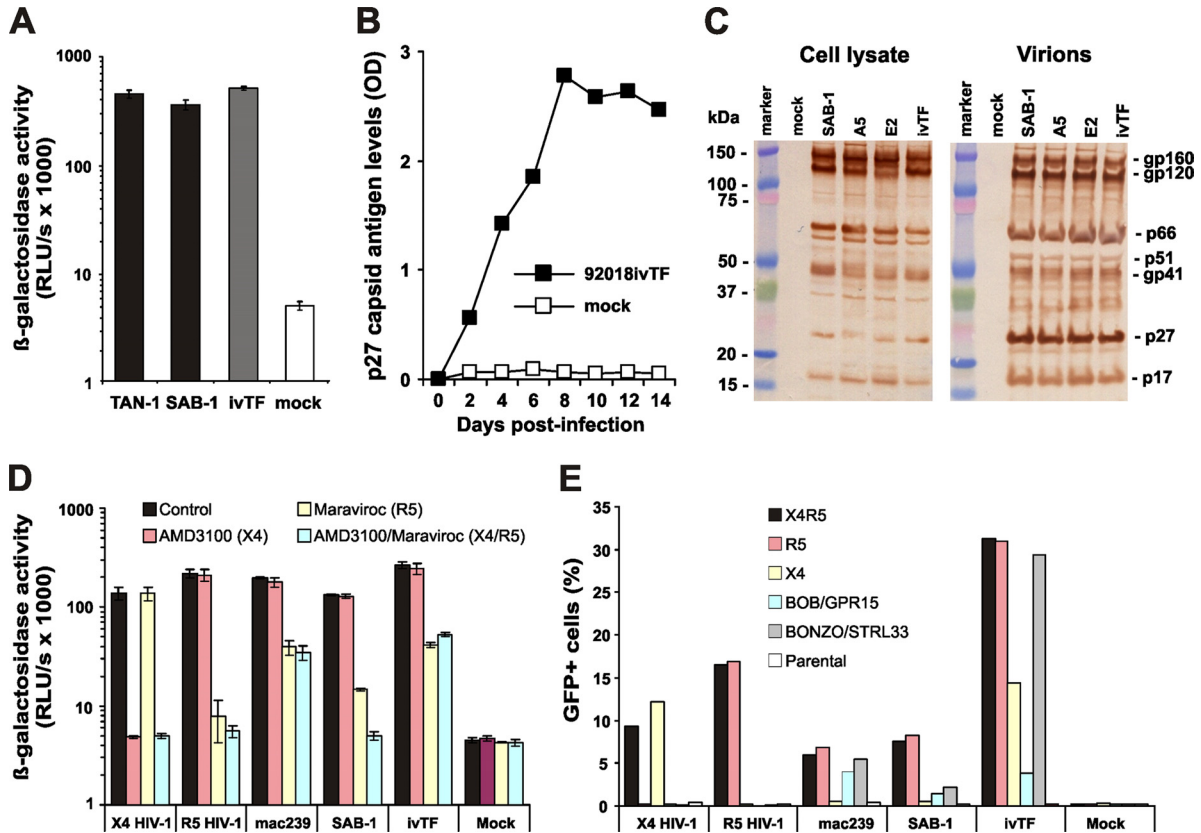 A
ß-galactosidase activity
(RLU/s x 1000)
1000
100
10
1
TAN-1 SAB-1 ivTF mock
B
p27 capsid antigen levels (OD)
3
2
1
0
92018ivTF
mock
0 2 4 6 8 10 12 14
Days post-infection
C
Cell lysate
Virions
kDa
marker
mock
SAB-1
A5
E2
ivTF
marker
mock
SAB-1
A5
E2
ivTF
150 -
100 -
75 -
50 -
37 -
20 -
15 -
- gp160
- gp120
- p66
- p51
- gp41
- p27
- p17
D
ß-galactosidase activity
(RLU/s x 1000)
1000
100
10
1
Control
Maraviroc (R5)
AMD3100 (X4)
AMD3100/Maraviroc (X4/R5)
X4 HIV-1 R5 HIV-1 mac239 SAB-1 ivTF Mock
E
GFP+ cells (%)
35
30
25
20
15
10
5
0
X4R5
R5
X4
BOB/GPR15
BONZO/STRL33
Parental
X4 HIV-1 R5 HIV-1 mac239 SAB-1 ivTF Mock